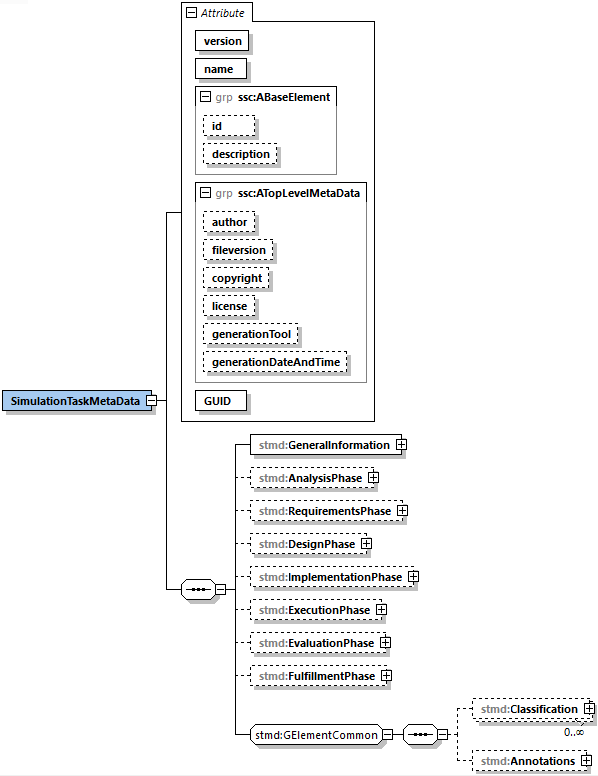 Attribute
version
name
grp ssc:ABaseElement
id
description
grp ssc:ATopLevelMetaData
author
fileversion
copyright
license
generationTool
generationDateAndTime
GUID
SimulationTaskMetaData
stmd:GeneralInformation
stmd:AnalysisPhase
stmd:RequirementsPhase
stmd:DesignPhase
stmd:ImplementationPhase
stmd:ExecutionPhase
stmd:EvaluationPhase
stmd:FulfillmentPhase
stmd:GElementCommon
stmd:Classification
0..∞
stmd:Annotations